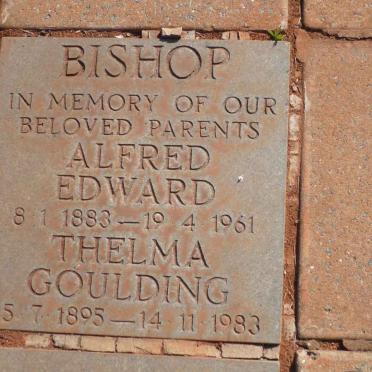 BISHOP
IN MEMORY OF OUR
BELOVED PARENTS
ALFRED
EDWARD
8 1 1883 — 19 4 1961
THELMA
GOULDING
5 7 1895 — 14 11 1983